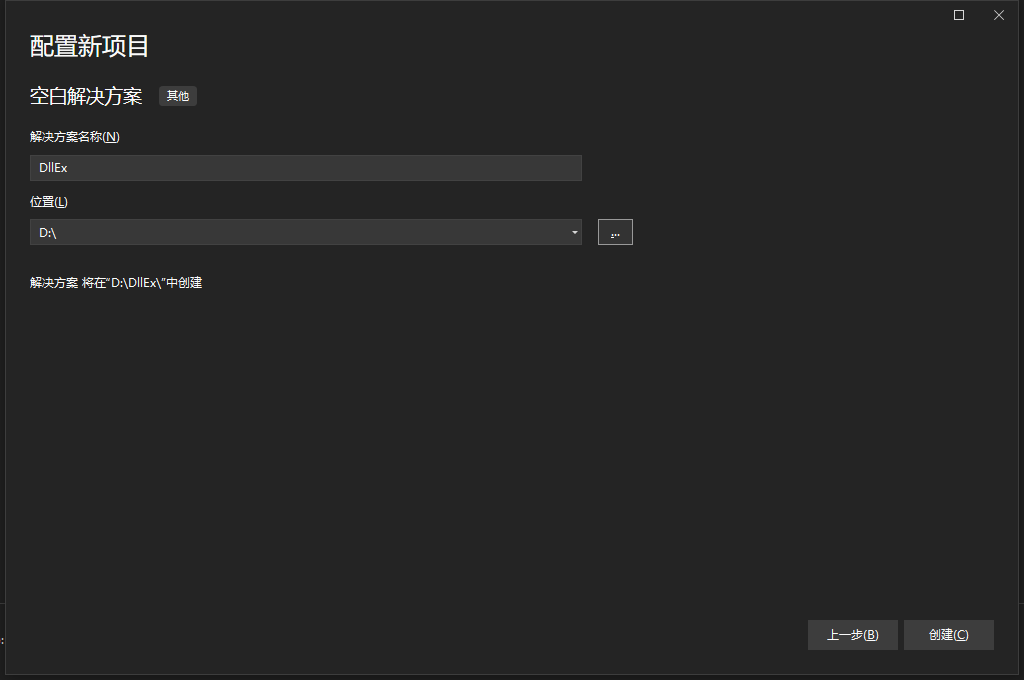 配置新项目
空白解决方案 其他
解决方案名称(N)
DllEx
位置(L)
D:\
...
解决方案 将在“D:\DllEx\”中创建
上一步(B) 创建(C)